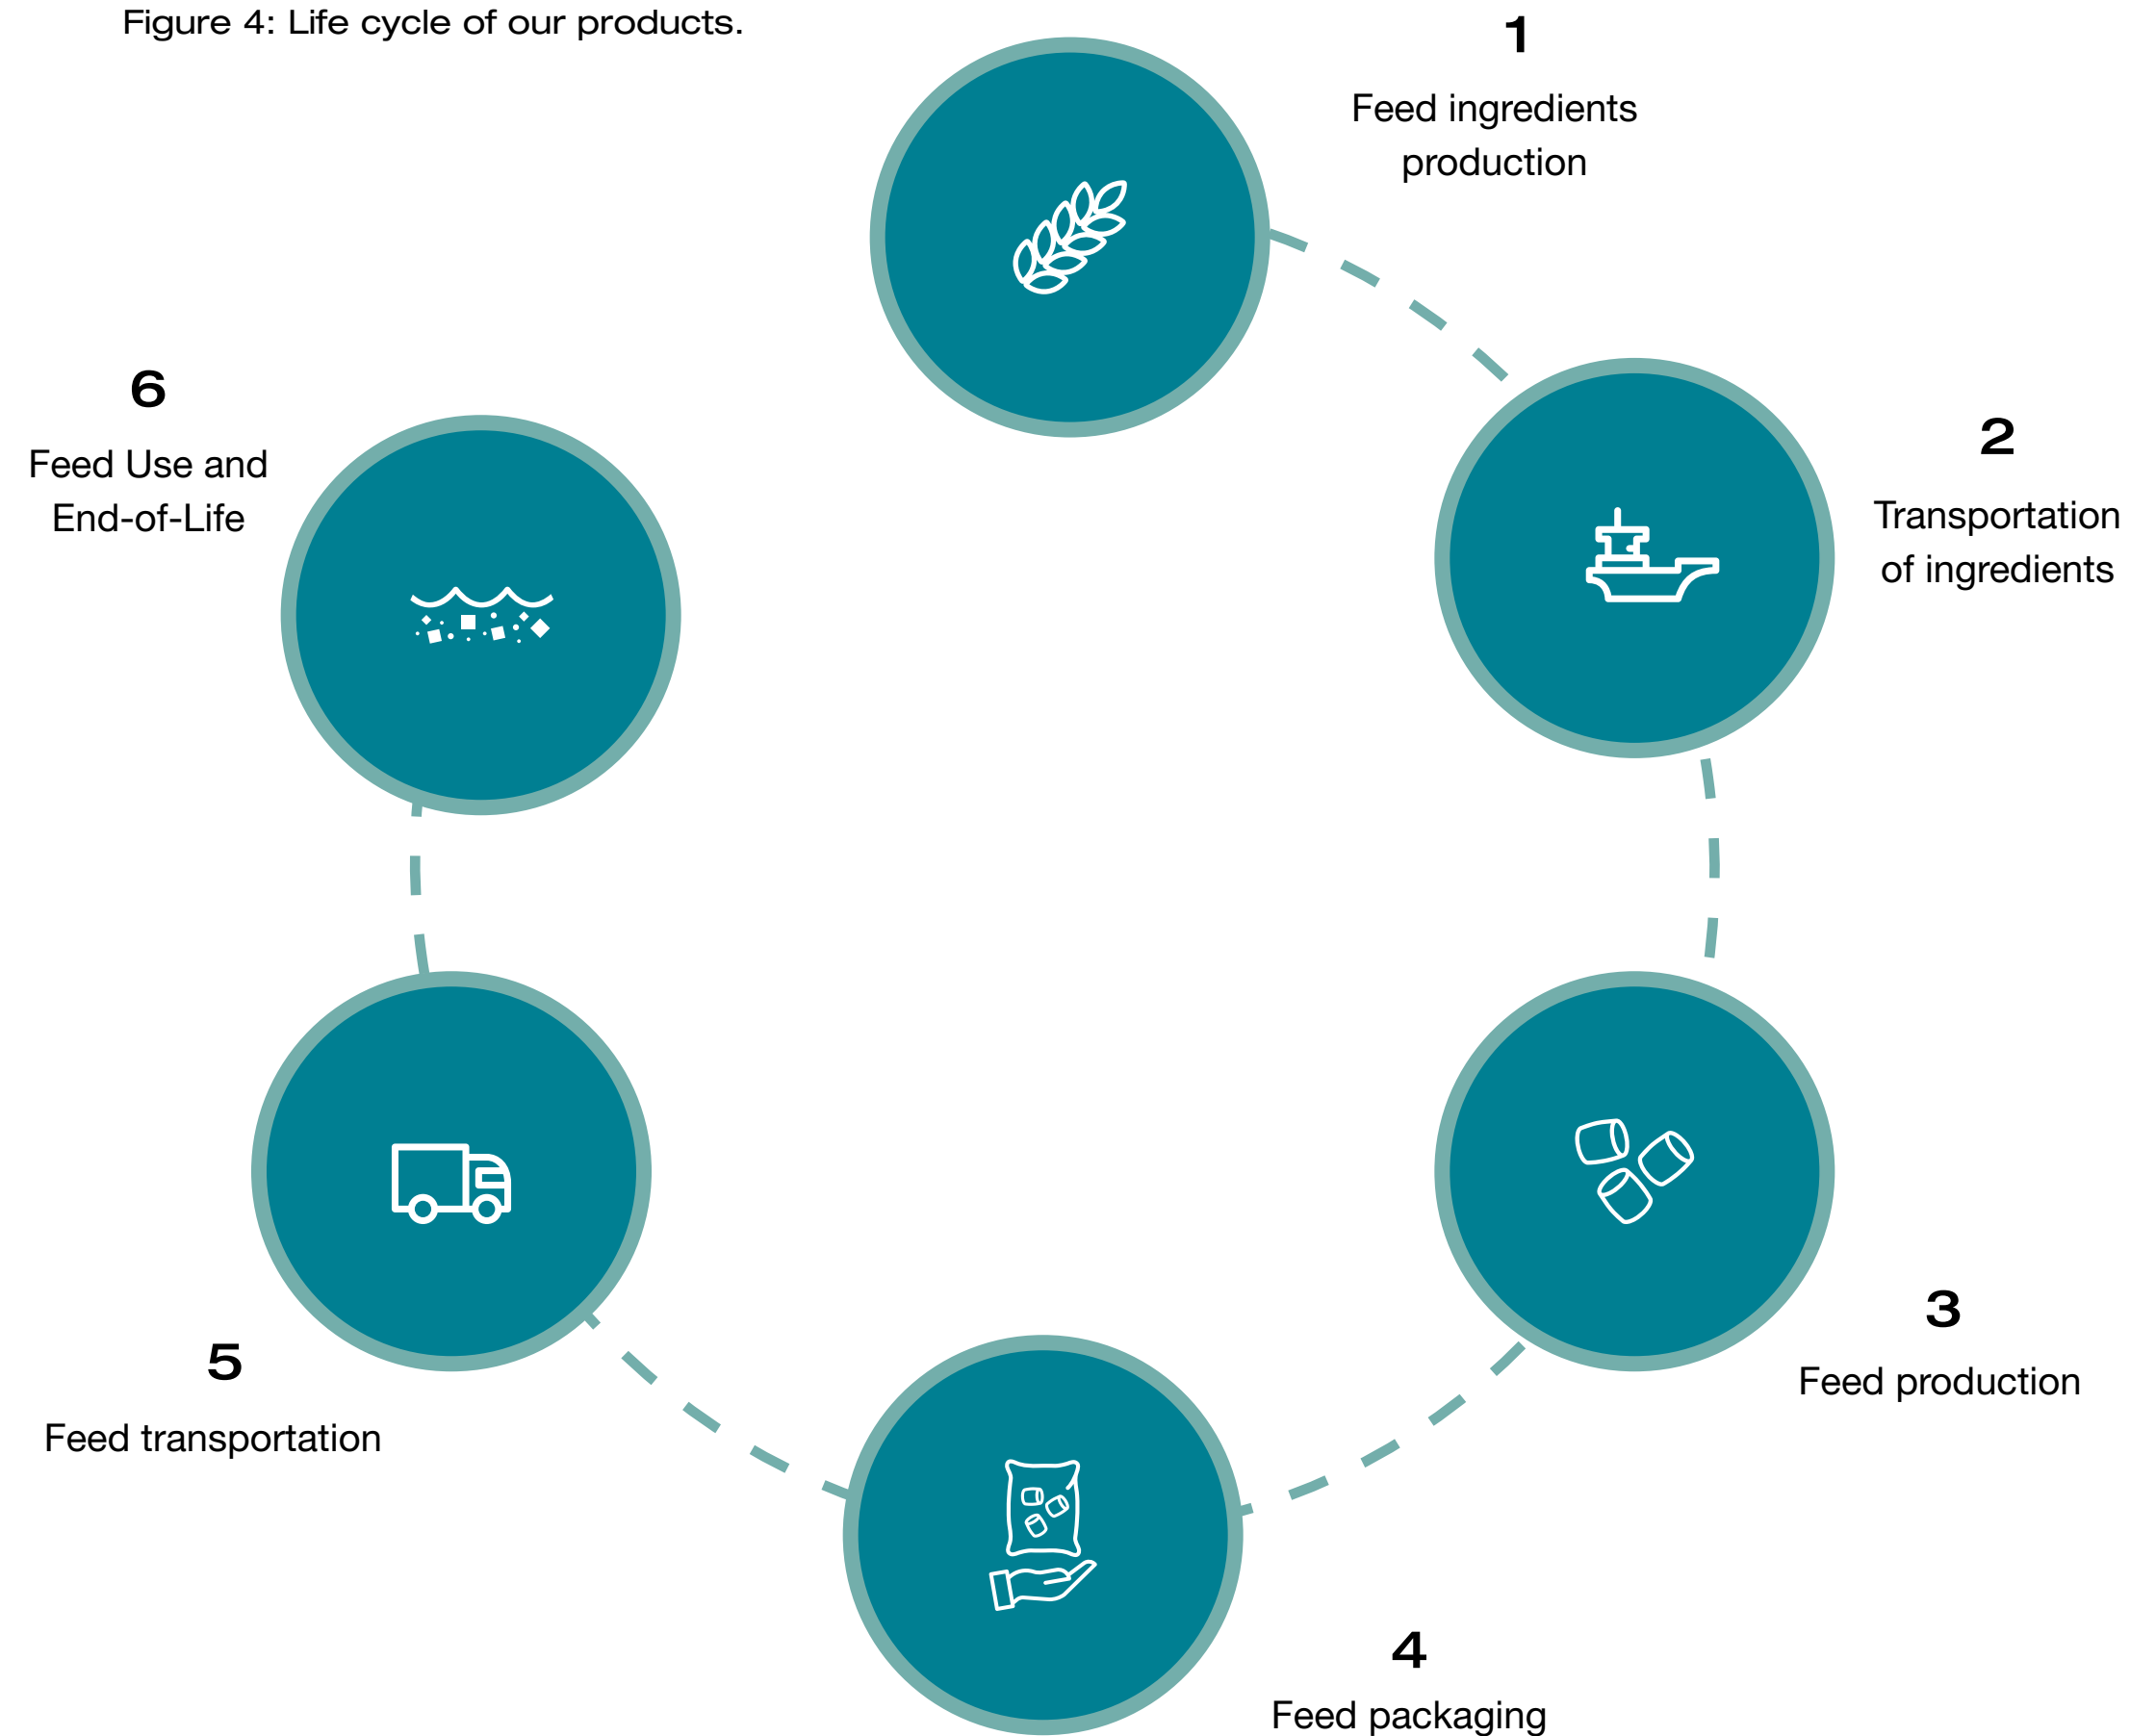 Figure 4: Life cycle of our products.
1
Feed ingredients
production
2
Transportation
of ingredients
3
Feed production
4
Feed packaging
5
Feed transportation
6
Feed Use and
End-of-Life